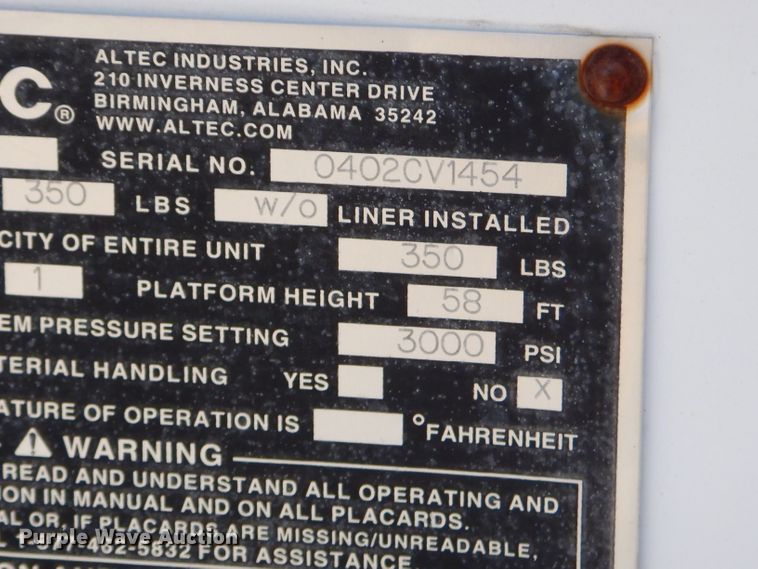 C®
ALTEC INDUSTRIES, INC.
210 INVERNESS CENTER DRIVE
BIRMINGHAM, ALABAMA 35242
WWW.ALTEC.COM
SERIAL NO. 0402CV1454
350 LBS W/O LINER INSTALLED
CITY OF ENTIRE UNIT 350 LBS
1 PLATFORM HEIGHT 58 FT
EM PRESSURE SETTING 3000 PSI
TERIAL HANDLING YES NO X
ATURE OF OPERATION IS °FAHRENHEIT
WARNING
READ AND UNDERSTAND ALL OPERATING AND
ION IN MANUAL AND ON ALL PLACARDS.
AL OR, IF PLACARDS ARE MISSING/UNREADABLE,
462-5832 FOR ASSISTANCE.
Purple Wave Auction